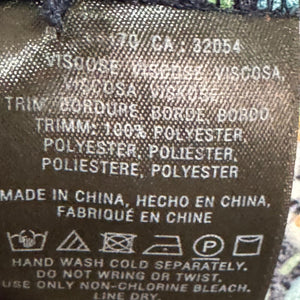 70 CA : 32054
VISCOSE, VISCOSE, VISCOSA,
VISCOSA, VISKOSE
TRIM, BORDURE, BORDE, BORDO,
TRIMM: 100% POLYESTER,
POLYESTER, POLIESTER,
POLIESTERE, POLYESTER
MADE IN CHINA, HECHO EN CHINA,
FABRIQUÉ EN CHINE
P
HAND WASH COLD SEPARATELY.
DO NOT WRING OR TWIST.
USE ONLY NON-CHLORINE BLEACH.
LINE DRY.